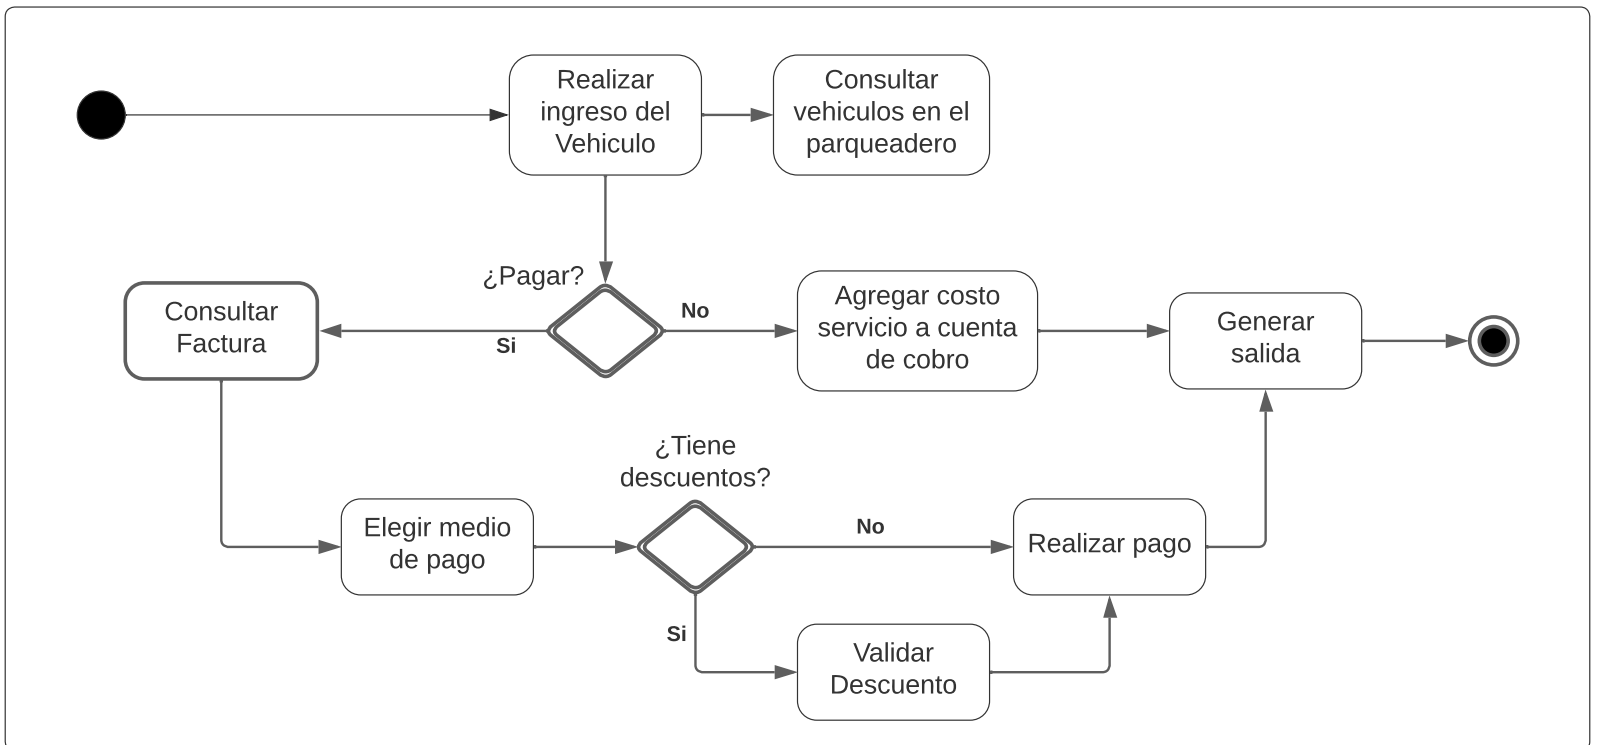 Realizar
ingreso del
Vehiculo
Consultar
vehiculos en el
parqueadero
¿Pagar?
No
Si
Consultar
Factura
Agregar costo
servicio a cuenta
de cobro
Generar
salida
¿Tiene
descuentos?
Elegir medio
de pago
No
Realizar pago
Si
Validar
Descuento